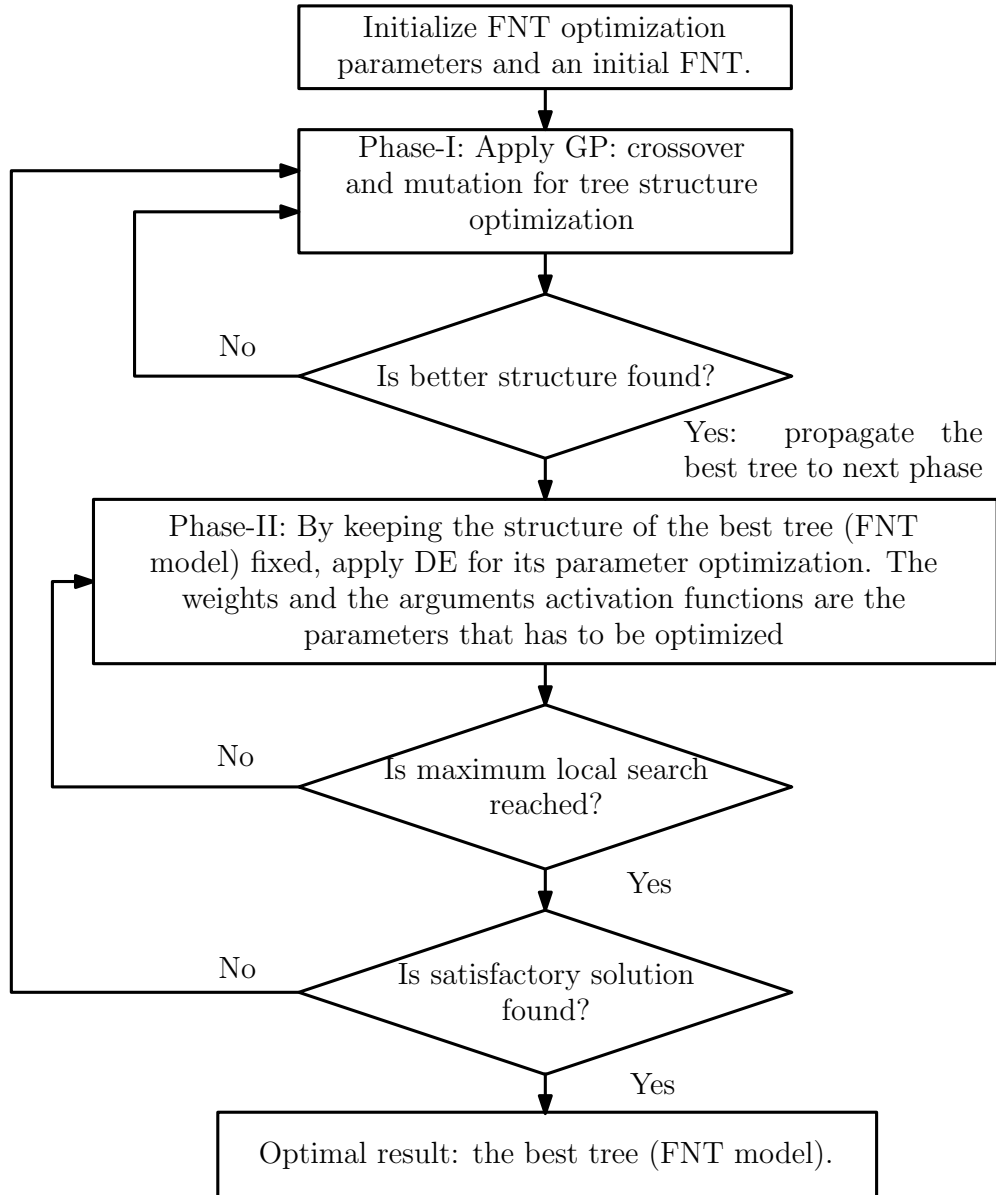 Initialize FNT optimization
parameters and an initial FNT.
Phase-I: Apply GP: crossover
and mutation for tree structure
optimization
No
Is better structure found?
Yes: propagate the
best tree to next phase
Phase-II: By keeping the structure of the best tree (FNT
model) fixed, apply DE for its parameter optimization. The
weights and the arguments activation functions are the
parameters that has to be optimized
No
Is maximum local search
reached?
Yes
No
Is satisfactory solution
found?
Yes
Optimal result: the best tree (FNT model).